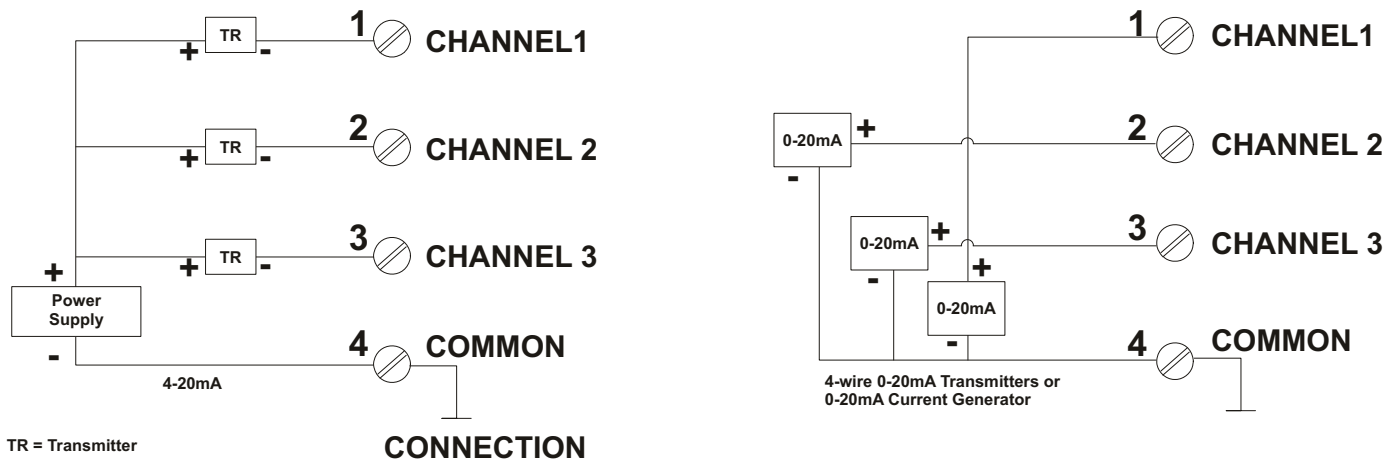 1
TR
+
-
CHANNEL1
2
TR
+
-
CHANNEL 2
3
TR
+
-
CHANNEL 3
+
Power
Supply
-
4
COMMON
4-20mA
TR = Transmitter
CONNECTION
1
CHANNEL1
0-20mA
+
-
2
CHANNEL 2
0-20mA
+
-
3
CHANNEL 3
+
0-20mA
-
4
COMMON
4-wire 0-20mA Transmitters or
0-20mA Current Generator